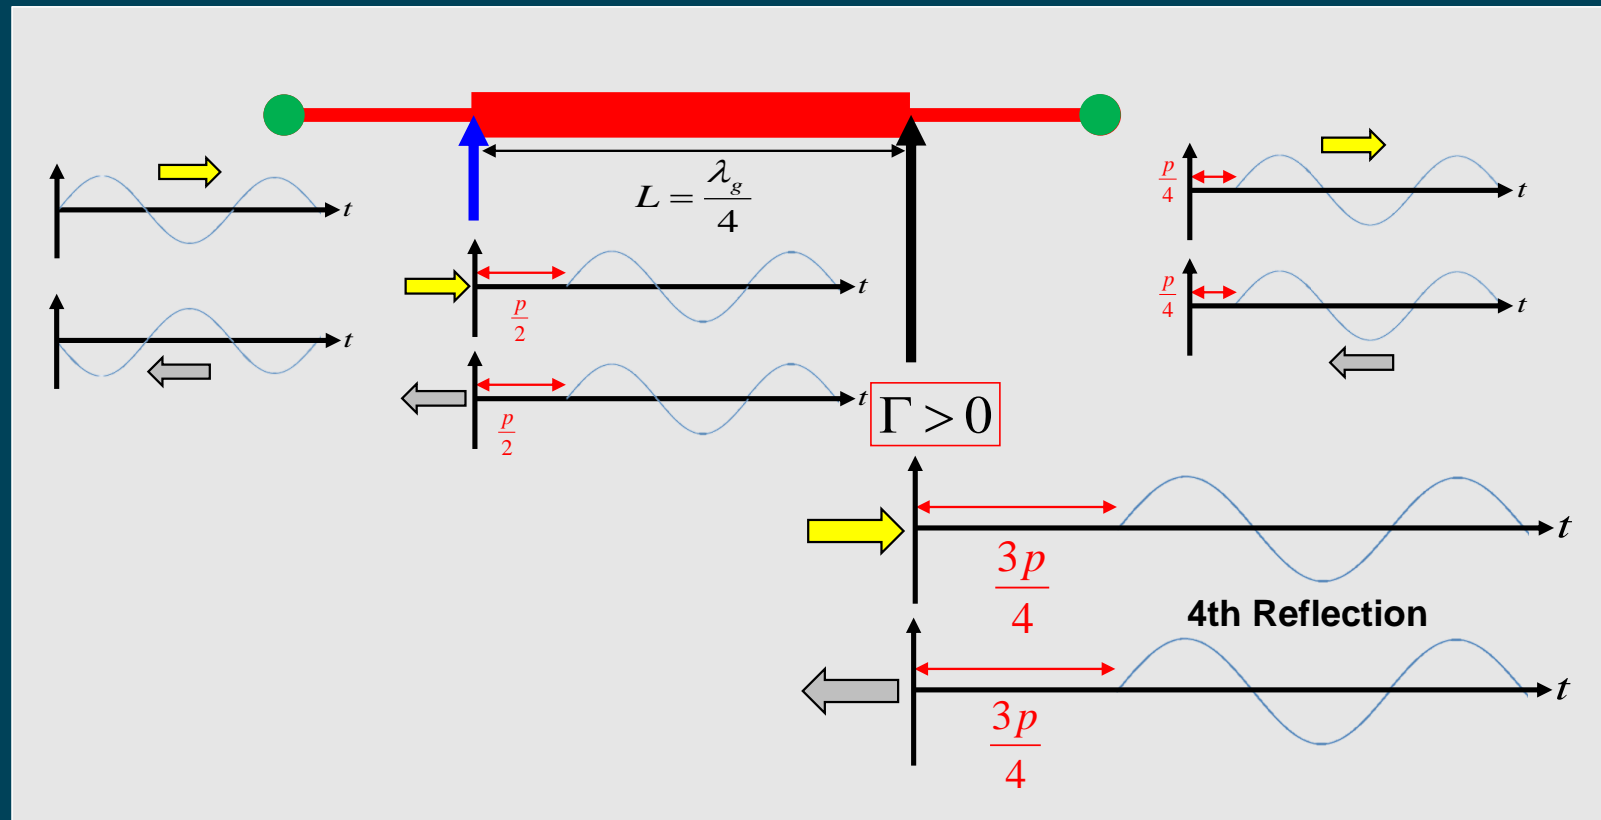 L = λg/4
t
t
p/2
t
p/2
t
p/4
t
p/4
t
Γ > 0
3p/4
t
4th Reflection
3p/4
t